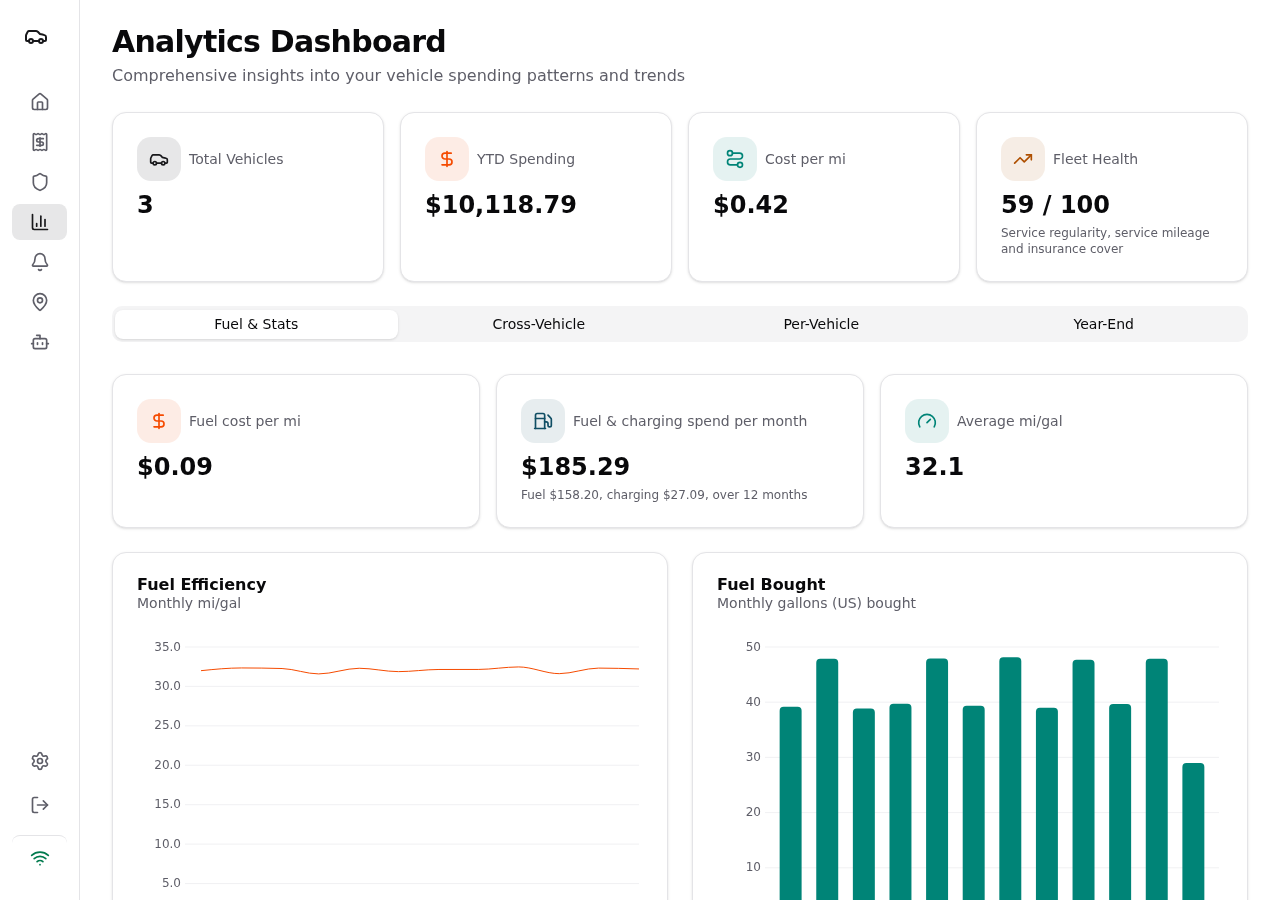 Analytics Dashboard
Comprehensive insights into your vehicle spending patterns and trends
Total Vehicles
3
YTD Spending
$10,118.79
Cost per mi
$0.42
Fleet Health
59 / 100
Service regularity, service mileage
and insurance cover
Fuel & Stats
Cross-Vehicle
Per-Vehicle
Year-End
Fuel cost per mi
$0.09
Fuel & charging spend per month
$185.29
Fuel $158.20, charging $27.09, over 12 months
Average mi/gal
32.1
Fuel Efficiency
Monthly mi/gal
35.0
30.0
25.0
20.0
15.0
10.0
5.0
Fuel Bought
Monthly gallons (US) bought
50
40
30
20
10